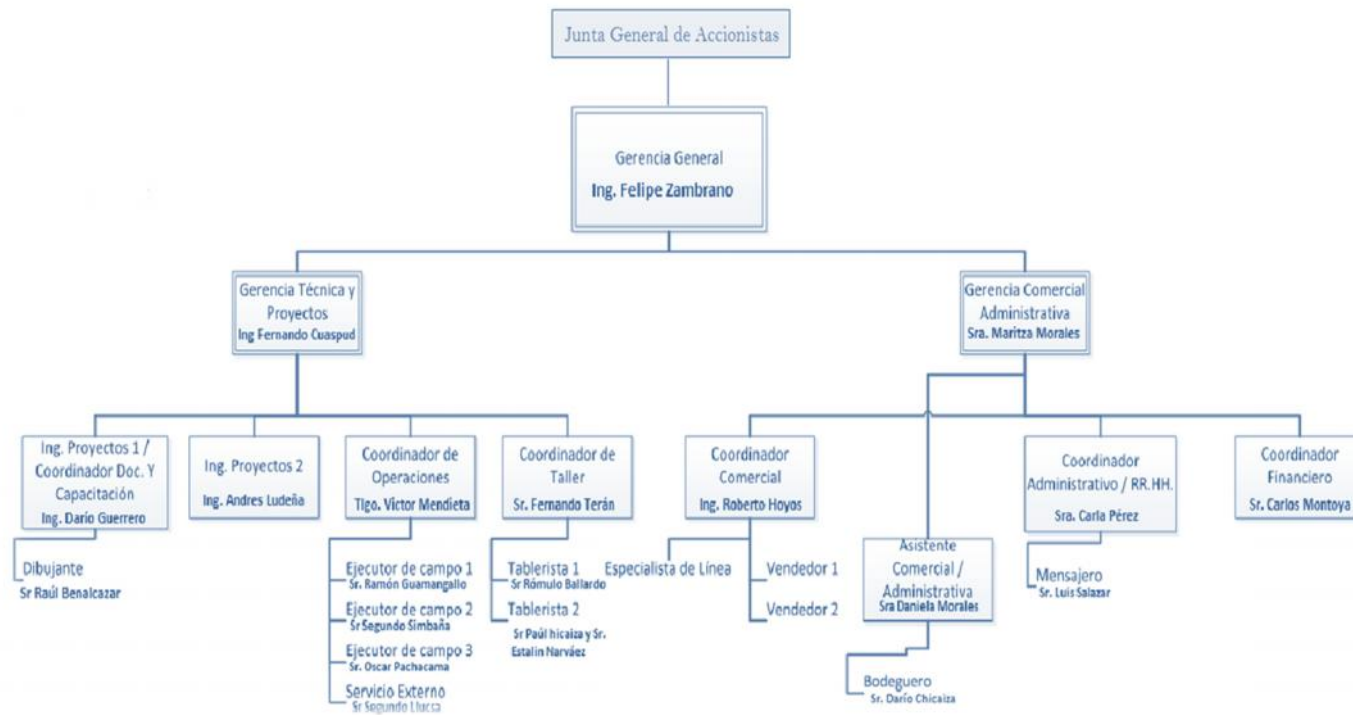 Junta General de Accionistas
Gerencia General
Ing. Felipe Zambrano
Gerencia Técnica y
Proyectos
Ing Fernando Cuaspud
Gerencia Comercial
Administrativa
Sra. Maritza Morales
Ing. Proyectos 1 /
Coordinador Doc. Y
Capacitación
Ing. Darío Guerrero
Ing. Proyectos 2
Ing. Andres Ludeña
Coordinador de
Operaciones
Tlgo. Víctor Mendieta
Coordinador de
Taller
Sr. Fernando Terán
Coordinador
Comercial
Ing. Roberto Hoyos
Coordinador
Administrativo / RR.HH.
Sra. Carla Pérez
Coordinador
Financiero
Sr. Carlos Montoya
Dibujante
Sr Raúl Benalcazar
Ejecutor de campo 1
Sr. Ramón Guamangallo
Ejecutor de campo 2
Sr Segundo Simbaña
Ejecutor de campo 3
Sr. Oscar Pachacama
Servicio Externo
Sr Segundo Llucsa
Tablerista 1
Sr Rómulo Ballardo
Tablerista 2
Sr Paúl hicaiza y Sr.
Estalin Narváez
Especialista de Línea
Vendedor 1
Vendedor 2
Asistente
Comercial /
Administrativa
Sra Daniela Morales
Bodeguero
Sr. Darío Chicaiza
Mensajero
Sr. Luis Salazar